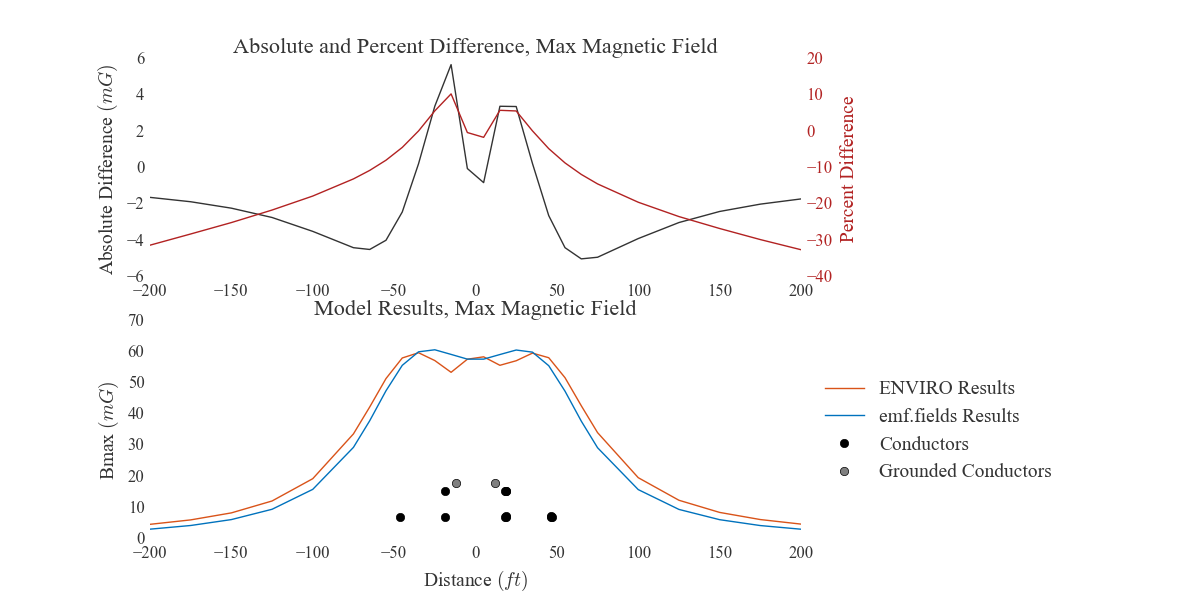 Absolute and Percent Difference, Max Magnetic Field
6
4
2
0
−2
−4
−6
Absolute Difference (mG)
20
10
0
−10
−20
−30
−40
Percent Difference
−200 −150 −100 −50 0 50 100 150 200
Model Results, Max Magnetic Field
70
60
50
40
30
20
10
0
Bmax (mG)
−200 −150 −100 −50 0 50 100 150 200
Distance (ft)
ENVIRO Results
emf.fields Results
Conductors
Grounded Conductors